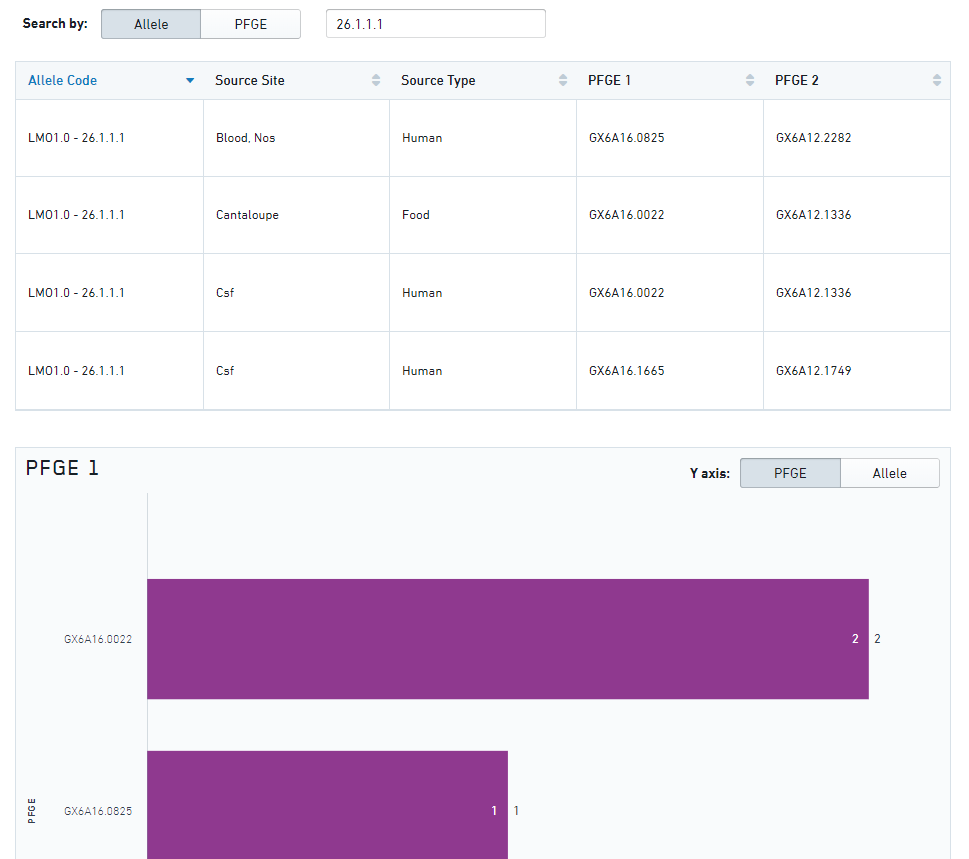 Search by: Allele PFGE 26.1.1.1
Allele Code Source Site Source Type PFGE 1 PFGE 2
LMO1.0 - 26.1.1.1 Blood, Nos Human GX6A16.0825 GX6A12.2282
LMO1.0 - 26.1.1.1 Cantaloupe Food GX6A16.0022 GX6A12.1336
LMO1.0 - 26.1.1.1 Csf Human GX6A16.0022 GX6A12.1336
LMO1.0 - 26.1.1.1 Csf Human GX6A16.1665 GX6A12.1749
PFGE 1
Y axis: PFGE Allele
GX6A16.0022 2 2
PFGE
GX6A16.0825 1 1